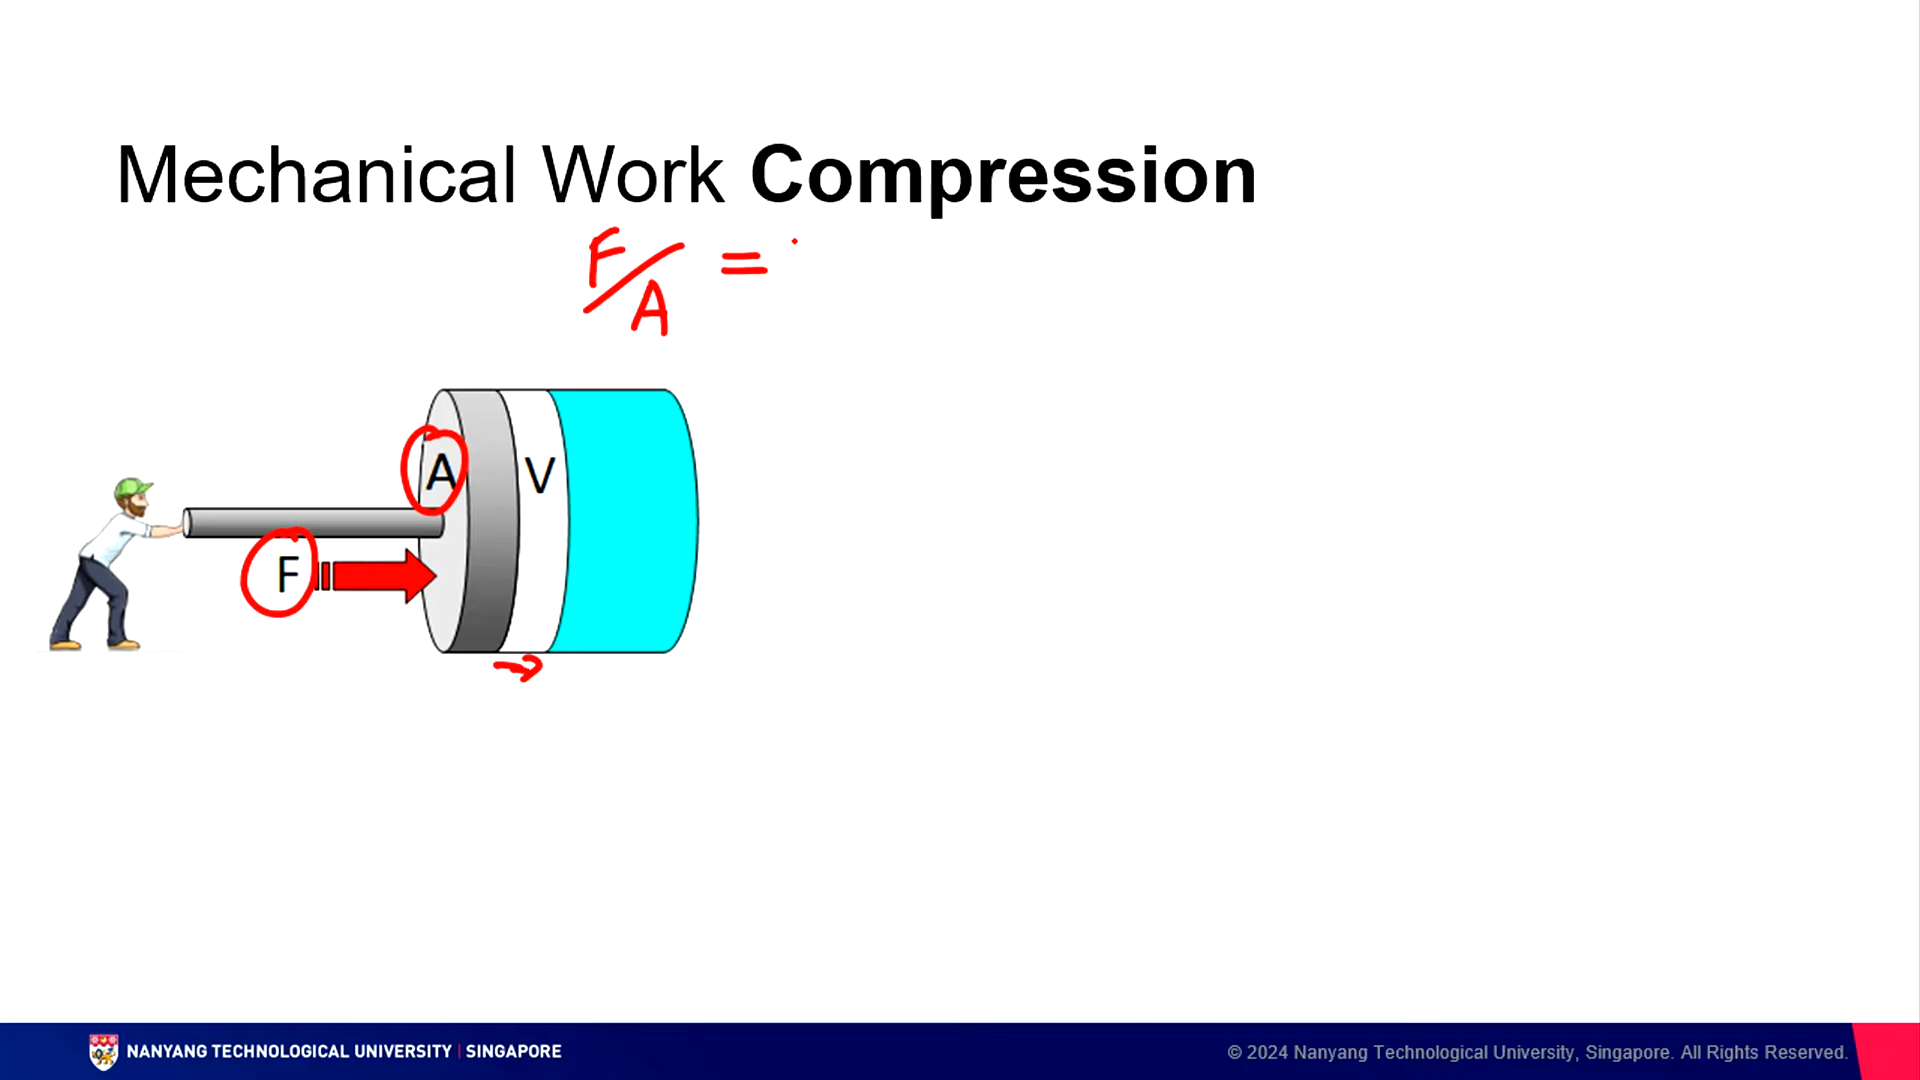 Mechanical Work Compression
F/A =
A
V
F
NANYANG TECHNOLOGICAL UNIVERSITY | SINGAPORE
© 2024 Nanyang Technological University, Singapore. All Rights Reserved.